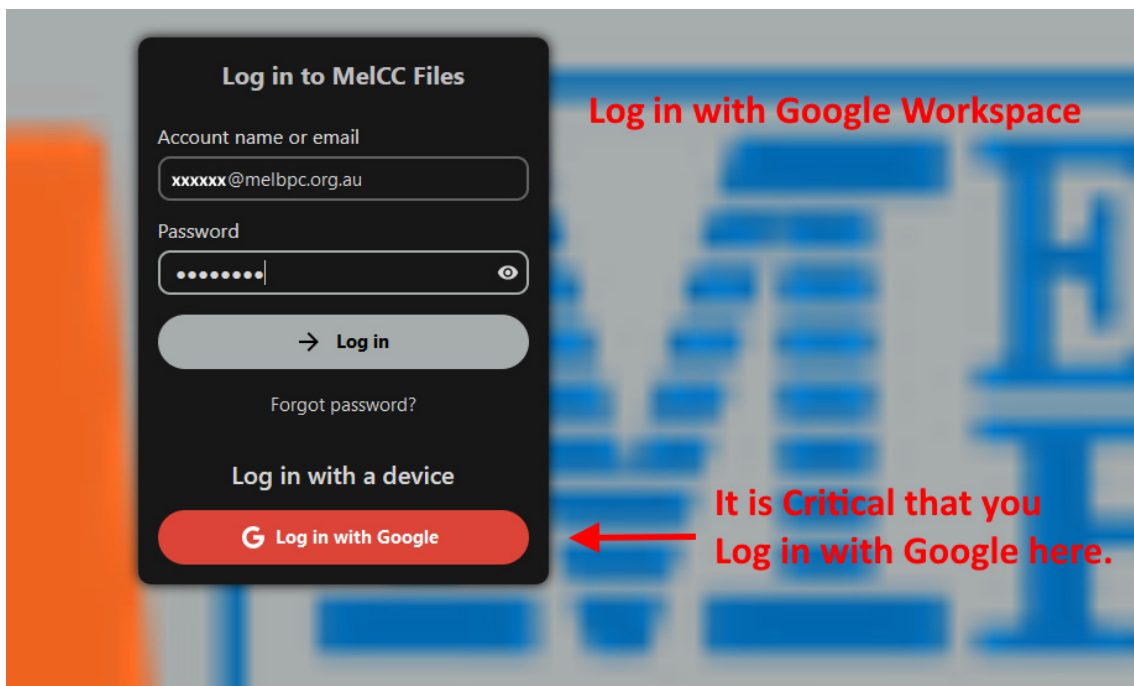 Log in to MelCC Files
Log in with Google Workspace
Account name or email
xxxxxx@melbpc.org.au
Password
••••••••
Log in
Forgot password?
Log in with a device
It is Critical that you
Log in with Google here.
G Log in with Google